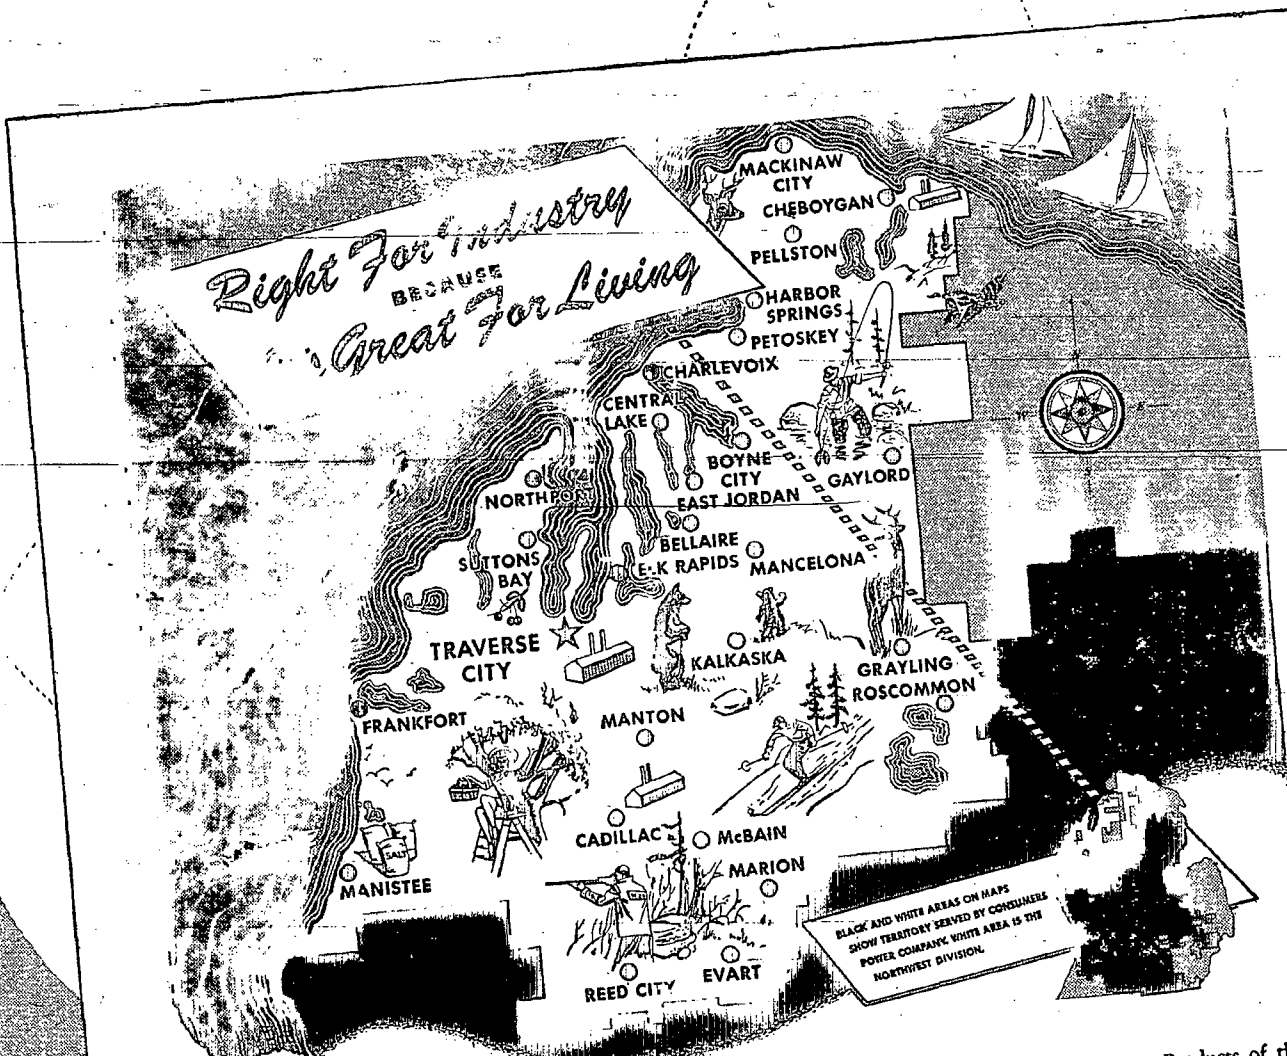 Right For Industry
BECAUSE
Great For Living
MACKINAW
CITY
CHEBOYGAN
PELLSTON
HARBOR
SPRINGS
PETOSKEY
CHARLEVOIX
CENTRAL
LAKE
BOYNE
CITY
GAYLORD
NORTHPORT
EAST JORDAN
BELLAIRE
SUTTONS
BAY
ELK RAPIDS
MANCELONA
TRAVERSE
CITY
KALKASKA
GRAYLING
ROSCOMMON
FRANKFORT
MANTON
CADILLAC
McBAIN
SALT
MANISTEE
MARION
EVART
REED CITY
BLACK AND WHITE AREAS ON MAPS
SHOW TERRITORY SERVED BY CONSUMERS
POWER COMPANY. WHITE AREA IS THE
NORTHWEST DIVISION.
of